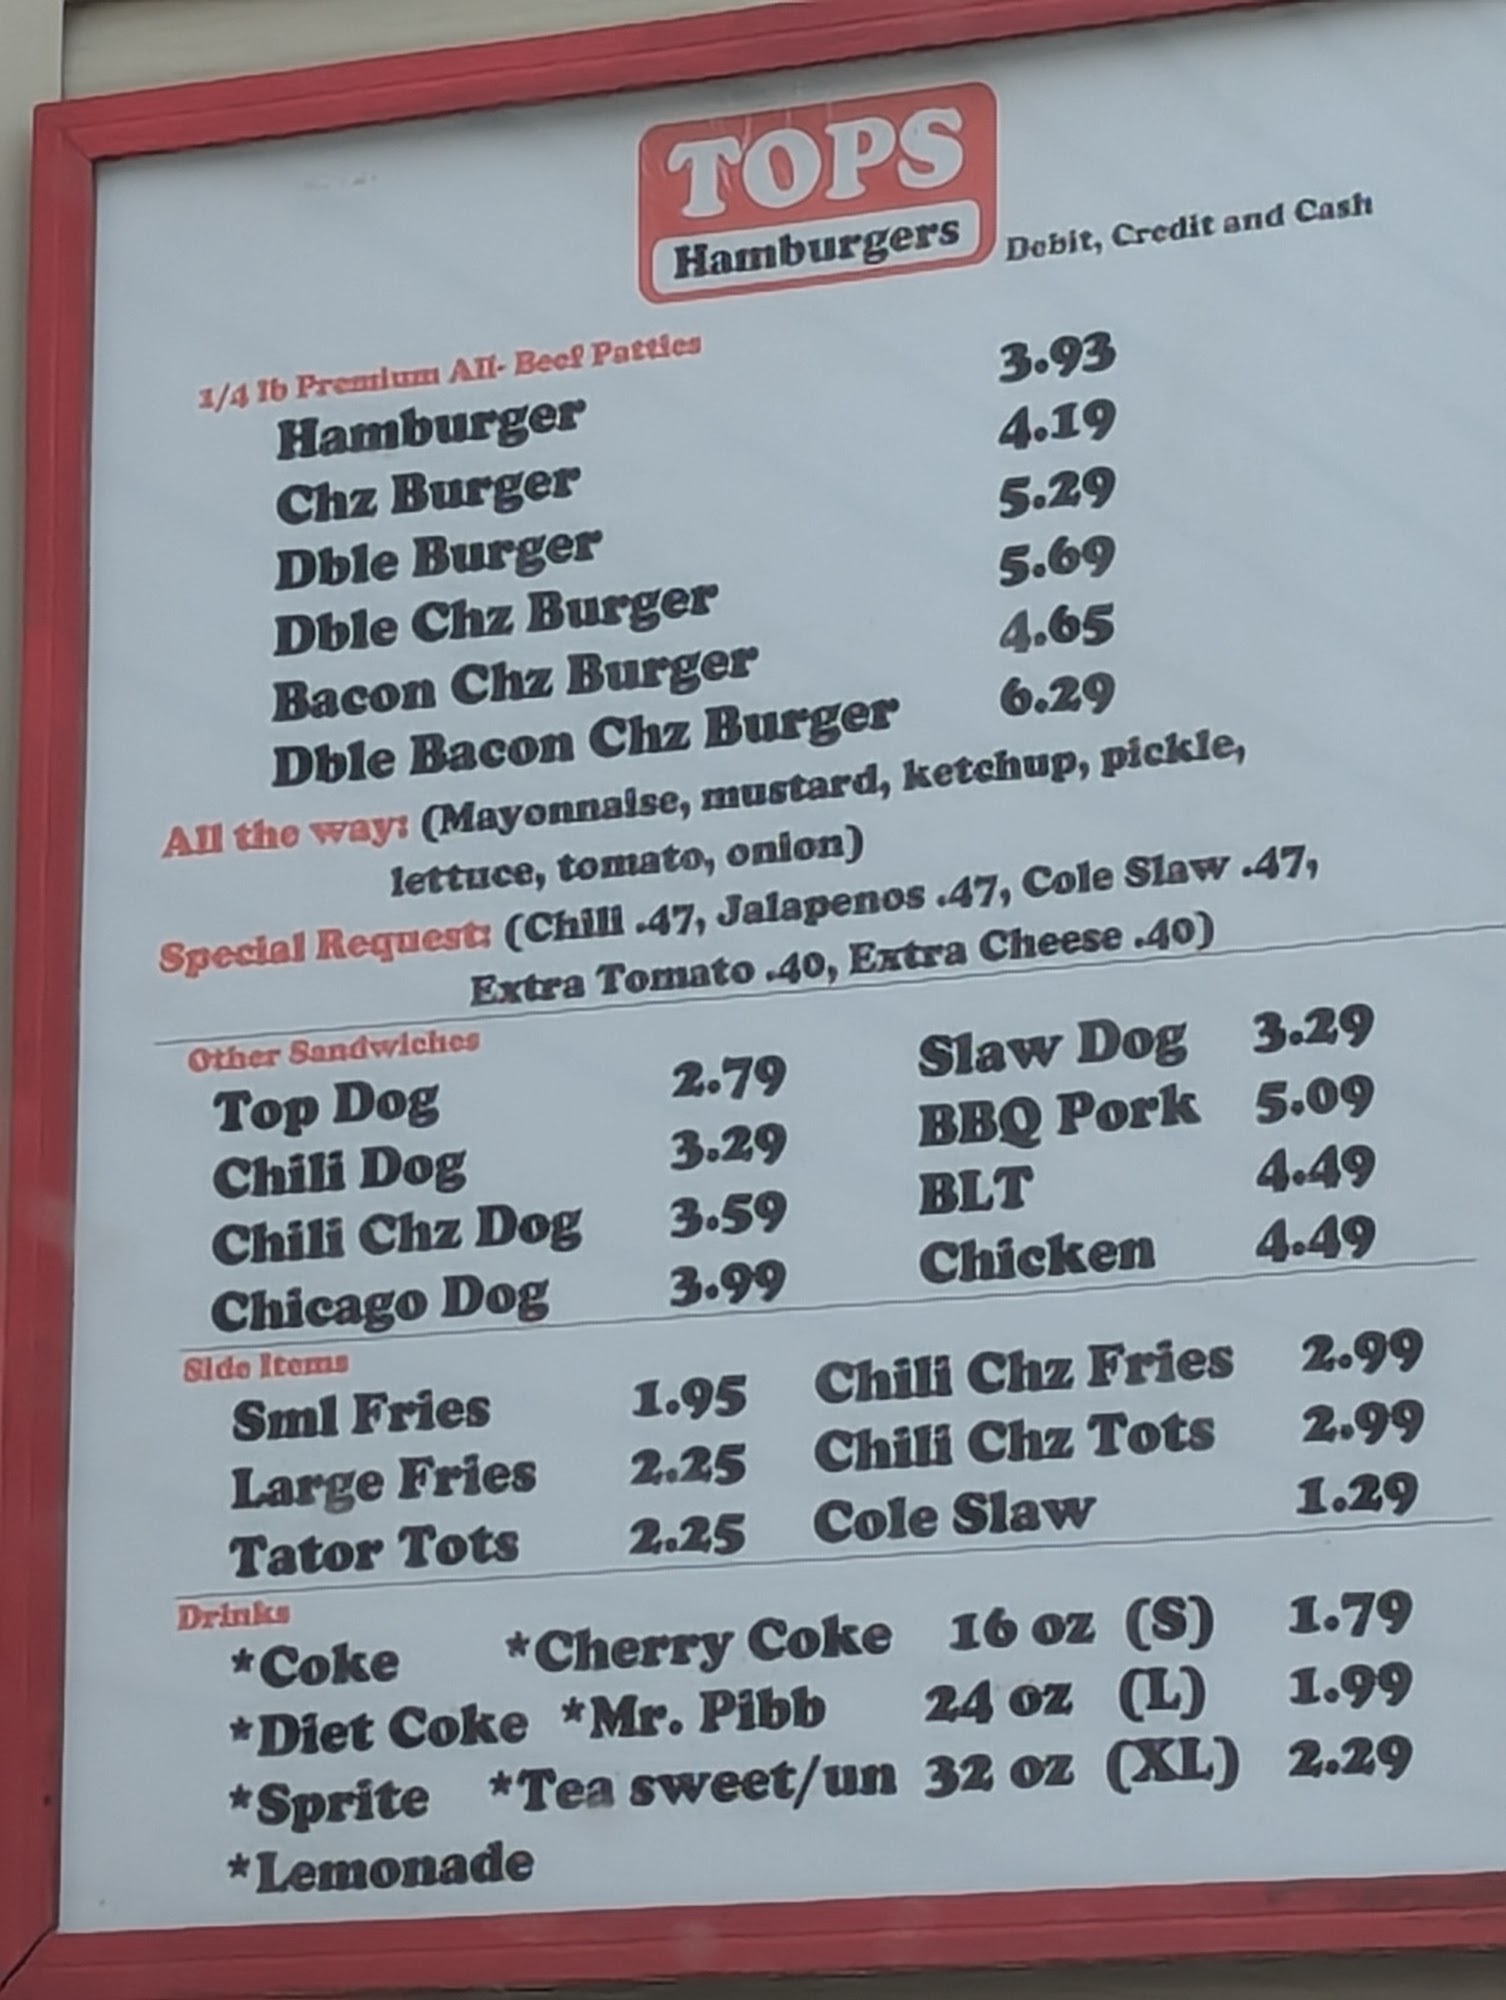 TOPS
Hamburgers
Debit, Credit and Cash
1/4 lb Premium All- Beef Patties
Hamburger 3.93
Chz Burger 4.19
Dble Burger 5.29
Dble Chz Burger 5.69
Bacon Chz Burger 4.65
Dble Bacon Chz Burger 6.29
All the way: (Mayonnaise, mustard, ketchup, pickle,
lettuce, tomato, onion)
Special Request: (Chili .47, Jalapenos .47, Cole Slaw .47,
Extra Tomato .40, Extra Cheese .40)
Other Sandwiches
Top Dog 2.79 Slaw Dog 3.29
Chili Dog 3.29 BBQ Pork 5.09
Chili Chz Dog 3.59 BLT 4.49
Chicago Dog 3.99 Chicken 4.49
Side Items
Sml Fries 1.95 Chili Chz Fries 2.99
Large Fries 2.25 Chili Chz Tots 2.99
Tator Tots 2.25 Cole Slaw 1.29
Drinks
*Coke *Cherry Coke 16 oz (S) 1.79
*Diet Coke *Mr. Pibb 24 oz (L) 1.99
*Sprite *Tea sweet/un 32 oz (XL) 2.29
*Lemonade